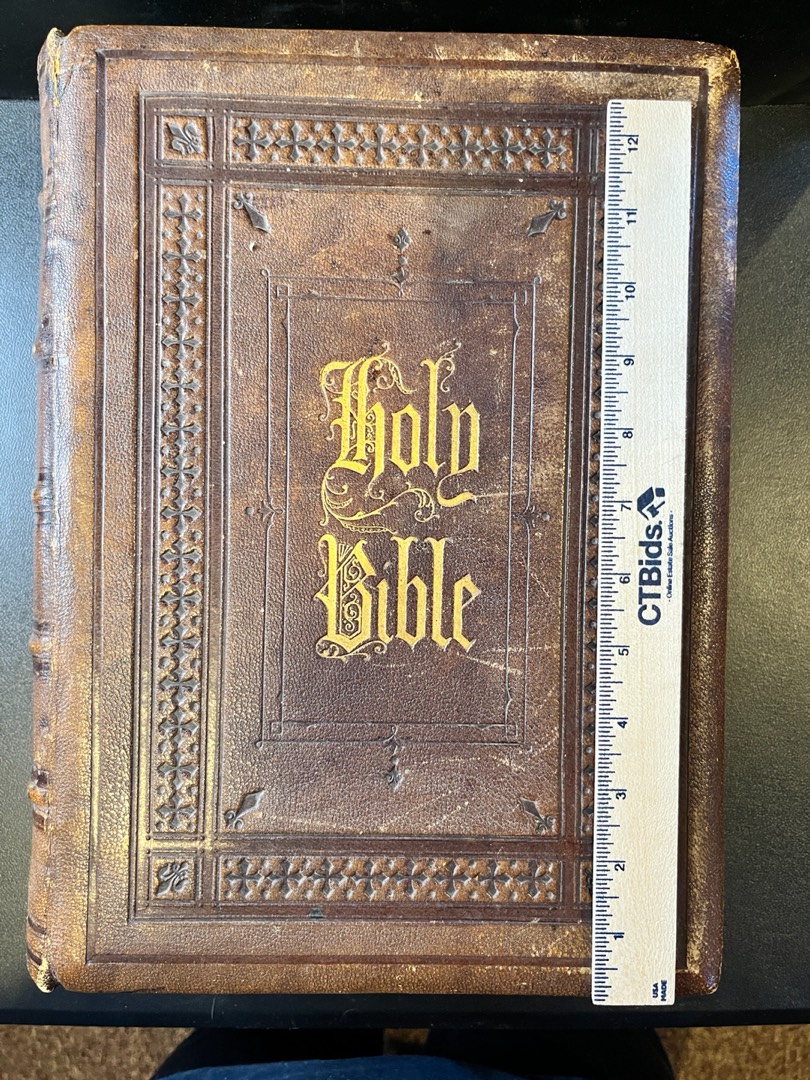 Holy
Bible
12
11
10
9
8
7
6
5
4
3
2
1
CTBids.
- Online Estate Sale Auctions -
USA
MADE